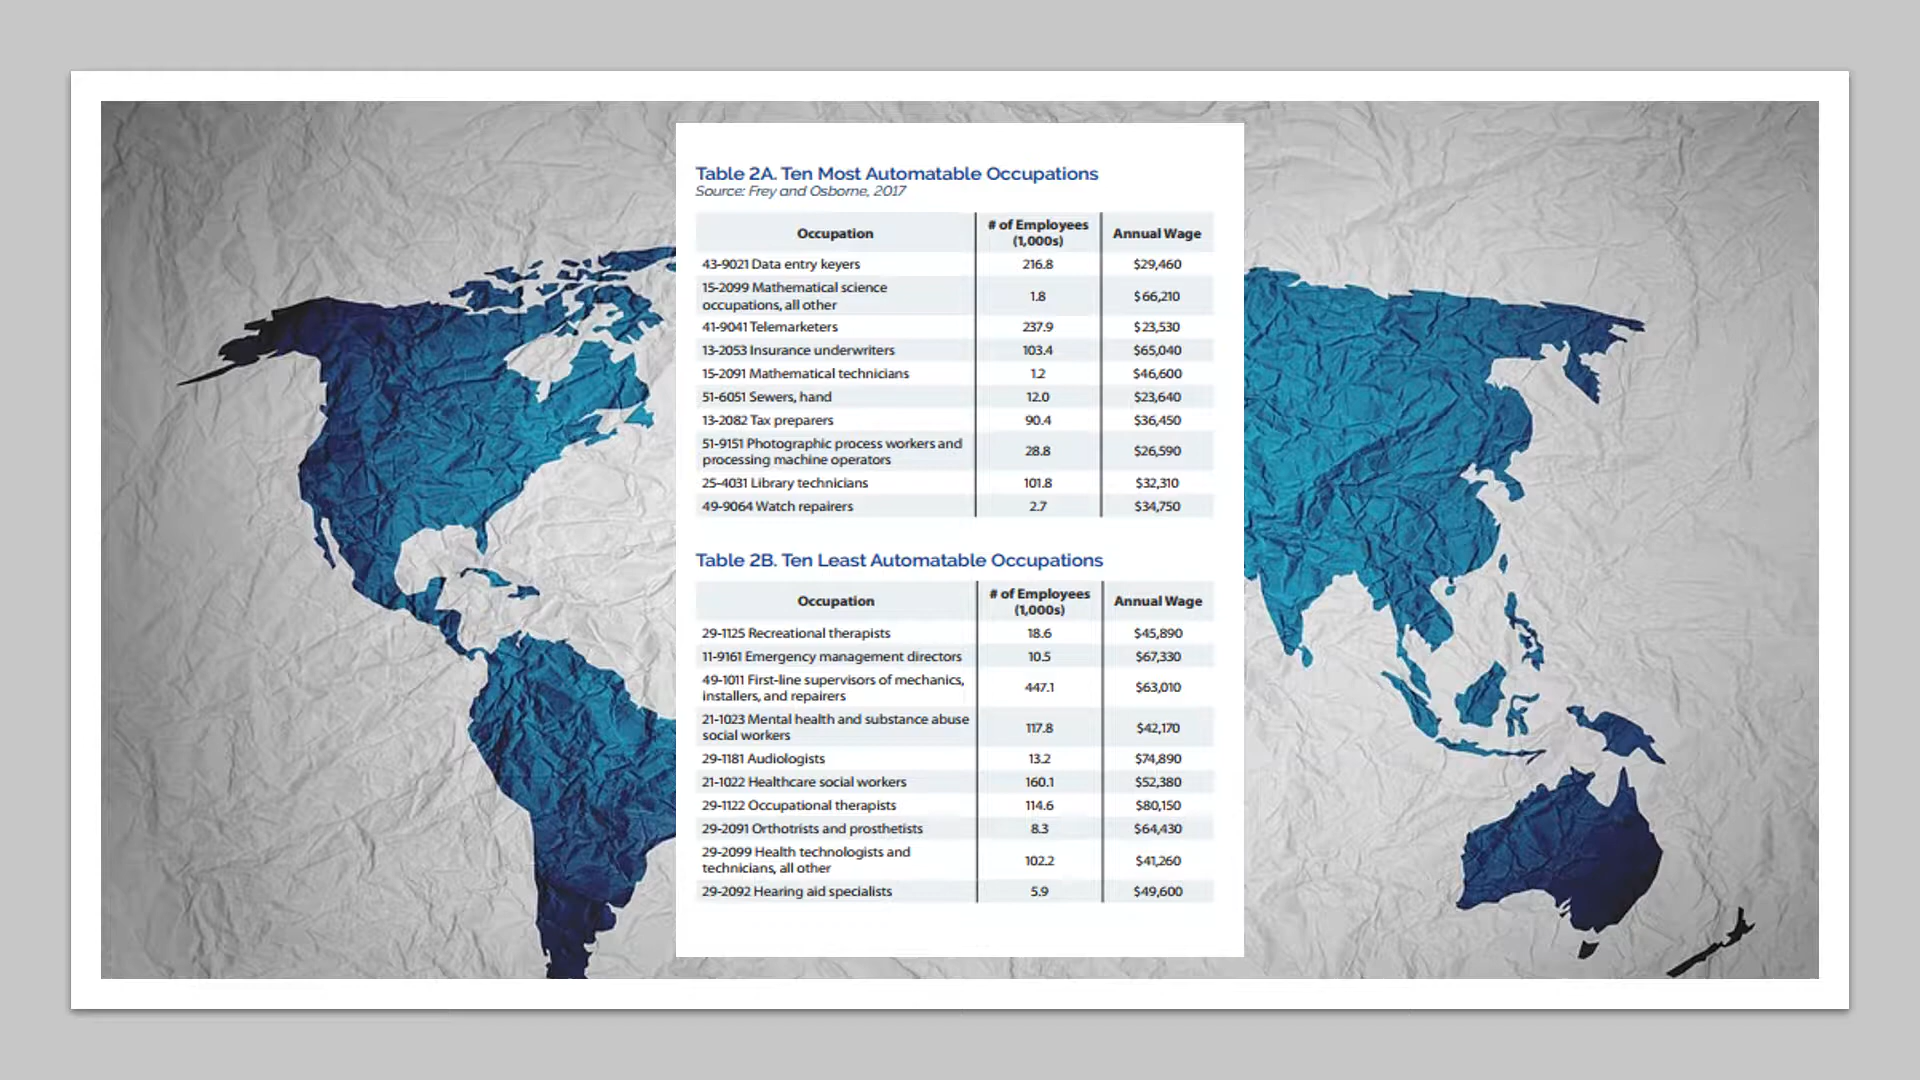 Table 2A. Ten Most Automatable Occupations
Source: Frey and Osborne, 2017
Occupation # of Employees (1,000s) Annual Wage
43-9021 Data entry keyers 216.8 $29,460
15-2099 Mathematical science
occupations, all other 1.8 $66,210
41-9041 Telemarketers 237.9 $23,530
13-2053 Insurance underwriters 103.4 $65,040
15-2091 Mathematical technicians 1.2 $46,600
51-6051 Sewers, hand 12.0 $23,640
13-2082 Tax preparers 90.4 $36,450
51-9151 Photographic process workers and
processing machine operators 28.8 $26,590
25-4031 Library technicians 101.8 $32,310
49-9064 Watch repairers 2.7 $34,750
Table 2B. Ten Least Automatable Occupations
Occupation # of Employees (1,000s) Annual Wage
29-1125 Recreational therapists 18.6 $45,890
11-9161 Emergency management directors 10.5 $67,330
49-1011 First-line supervisors of mechanics,
installers, and repairers 447.1 $63,010
21-1023 Mental health and substance abuse
social workers 117.8 $42,170
29-1181 Audiologists 13.2 $74,890
21-1022 Healthcare social workers 160.1 $52,380
29-1122 Occupational therapists 114.6 $80,150
29-2091 Orthotrists and prosthetists 8.3 $64,430
29-2099 Health technologists and
technicians, all other 102.2 $41,260
29-2092 Hearing aid specialists 5.9 $49,600